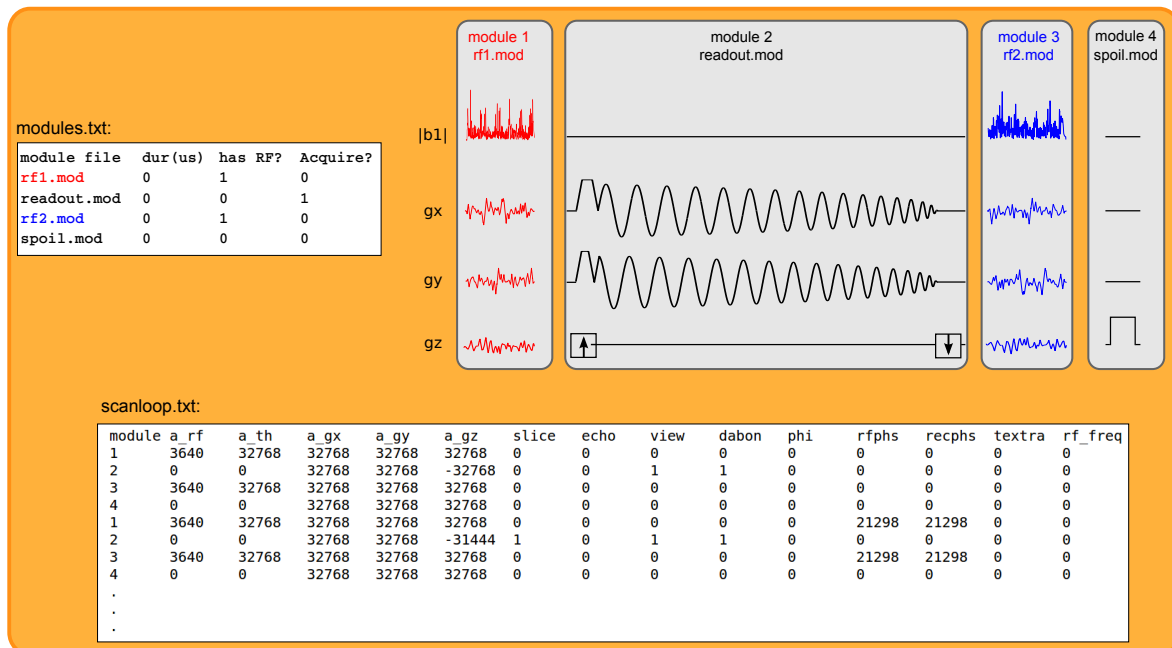 module 1
rf1.mod
module 2
readout.mod
module 3
rf2.mod
module 4
spoil.mod
|b1|
gx
gy
gz
modules.txt:
module file dur(us) has RF? Acquire?
rf1.mod 0 1 0
readout.mod 0 0 1
rf2.mod 0 1 0
spoil.mod 0 0 0
scanloop.txt:
module a_rf a_th a_gx a_gy a_gz slice echo view dabon phi rfphs recphs textra rf_freq
1 3640 32768 32768 32768 32768 0 0 0 0 0 0 0 0 0
2 0 0 32768 32768 -32768 0 0 1 1 0 0 0 0 0
3 3640 32768 32768 32768 32768 0 0 0 0 0 0 0 0 0
4 0 0 32768 32768 32768 0 0 0 0 0 0 0 0 0
1 3640 32768 32768 32768 32768 0 0 0 0 0 21298 21298 0 0
2 0 0 32768 32768 -31444 1 0 1 1 0 0 0 0 0
3 3640 32768 32768 32768 32768 0 0 0 0 0 21298 21298 0 0
4 0 0 32768 32768 32768 0 0 0 0 0 0 0 0 0
.
.
.